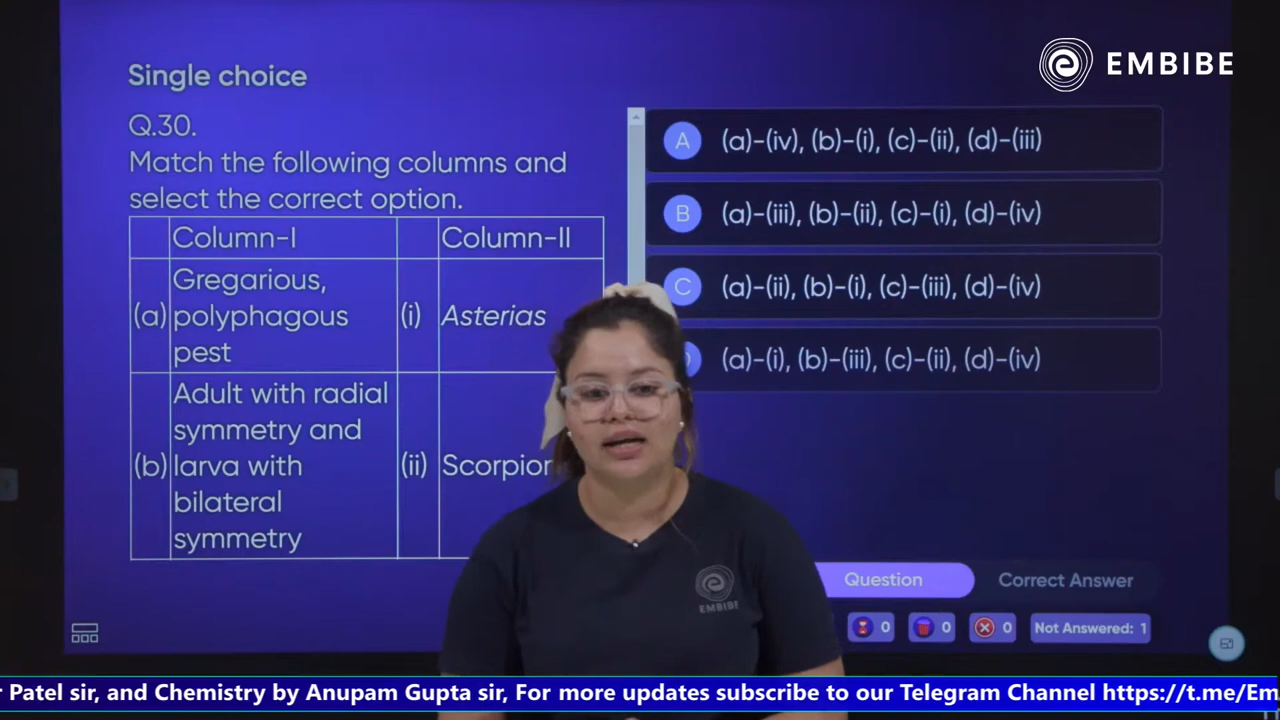 EMBIBE
Single choice
Q.30.
Match the following columns and
select the correct option.
Column-I
Column-II
(a)
Gregarious,
polyphagous
pest
(i)
Asterias
(b)
Adult with radial
symmetry and
larva with
bilateral
symmetry
(ii)
Scorpion
A (a)-(iv), (b)-(i), (c)-(ii), (d)-(iii)
B (a)-(iii), (b)-(ii), (c)-(i), (d)-(iv)
C (a)-(ii), (b)-(i), (c)-(iii), (d)-(iv)
(a)-(i), (b)-(iii), (c)-(ii), (d)-(iv)
Question
Correct Answer
0
0
0
Not Answered: 1
EMBIBE
Patel sir, and Chemistry by Anupam Gupta sir, For more updates subscribe to our Telegram Channel https://t.me/Em